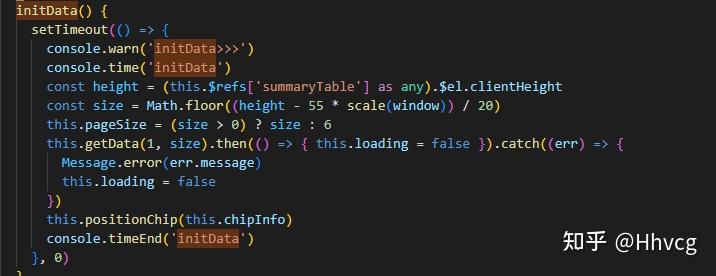 initData() {
setTimeout(() => {
console.warn('initData>>>')
console.time('initData')
const height = (this.$refs['summaryTable'] as any).$el.clientHeight
const size = Math.floor((height - 55 * scale(window)) / 20)
this.pageSize = (size > 0) ? size : 6
this.getData(1, size).then(() => { this.loading = false }).catch((err) => {
Message.error(err.message)
this.loading = false
})
this.positionChip(this.chipInfo)
console.timeEnd('initData')
}, 0)
知乎 @Hhvcg